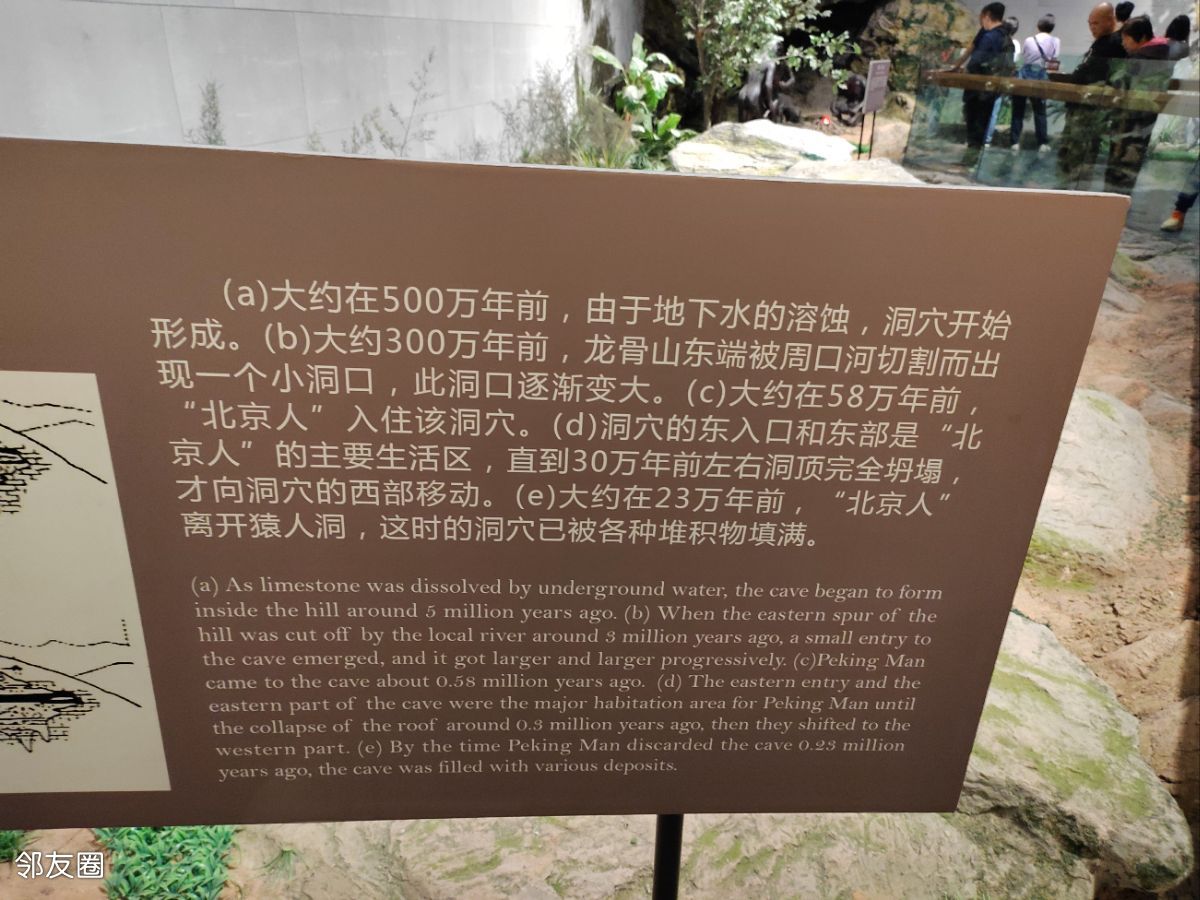 (a)大约在500万年前，由于地下水的溶蚀，洞穴开始
形成。(b)大约300万年前，龙骨山东端被周口河切割而出
现一个小洞口，此洞口逐渐变大。(c)大约在58万年前，
“北京人”入住该洞穴。(d)洞穴的东入口和东部是“北
京人”的主要生活区，直到30万年前左右洞顶完全坍塌，
才向洞穴的西部移动。(e)大约在23万年前，“北京人”
离开猿人洞，这时的洞穴已被各种堆积物填满。
(a) As limestone was dissolved by underground water, the cave began to form
inside the hill around 5 million years ago. (b) When the eastern spur of the
hill was cut off by the local river around 3 million years ago, a small entry to
the cave emerged, and it got larger and larger progressively. (c)Peking Man
came to the cave about 0.58 million years ago. (d) The eastern entry and the
eastern part of the cave were the major habitation area for Peking Man until
the collapse of the roof around 0.3 million years ago, then they shifted to the
western part. (e) By the time Peking Man discarded the cave 0.23 million
years ago, the cave was filled with various deposits.
邻友圈